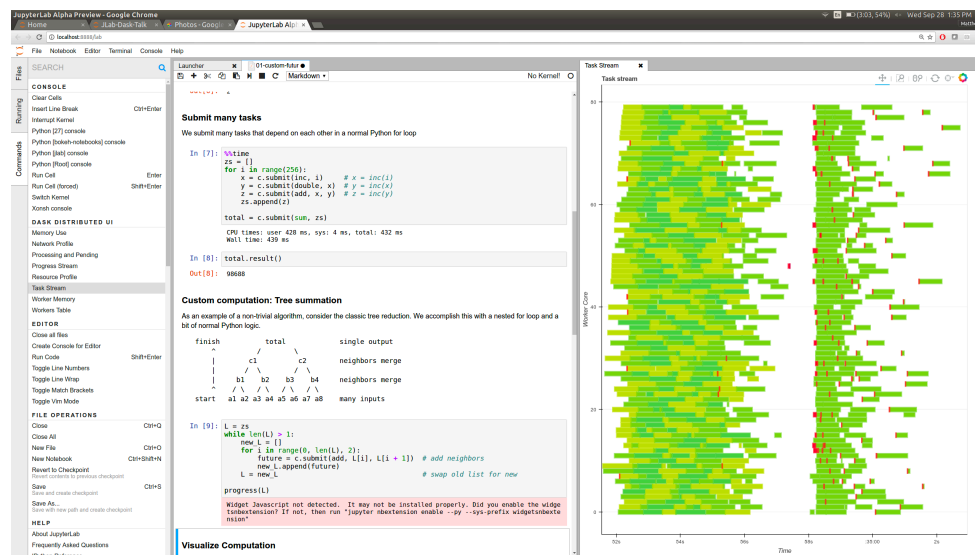 JupyterLab Alpha Preview - Google Chrome
(3:03, 54%) Wed Sep 28 1:35 PM
Home
JLab-Dask-Talk
Photos - Google
JupyterLab Alp
localhost:8888/lab
File Notebook Editor Terminal Console Help
Files
Running
Commands
SEARCH
CONSOLE
Clear Cells
Insert Line Break Ctrl+Enter
Interrupt Kernel
Python [27] console
Python [bokeh-notebooks] console
Python [jlab] console
Python [Root] console
Run Cell Enter
Run Cell (forced) Shift+Enter
Switch Kernel
Xonsh console
DASK DISTRIBUTED UI
Memory Use
Network Profile
Processing and Pending
Progress Stream
Resource Profile
Task Stream
Worker Memory
Workers Table
EDITOR
Close all files
Create Console for Editor
Run Code Shift+Enter
Toggle Line Numbers
Toggle Line Wrap
Toggle Match Brackets
Toggle Vim Mode
FILE OPERATIONS
Close Ctrl+Q
Close All
New File Ctrl+O
New Notebook Ctrl+Shift+N
Revert to Checkpoint
Revert contents to previous checkpoint
Save Ctrl+S
Save and create checkpoint
Save As...
Save with new path and create checkpoint
HELP
About JupyterLab
Frequently Asked Questions
Launcher
01-custom-futur
Markdown
No Kernel!
Submit many tasks
We submit many tasks that depend on each other in a normal Python for loop
In [7]: %%time
zs = []
for i in range(256):
x = c.submit(inc, i) # x = inc(i)
y = c.submit(double, x) # y = inc(x)
z = c.submit(add, x, y) # z = inc(y)
zs.append(z)
total = c.submit(sum, zs)
CPU times: user 428 ms, sys: 4 ms, total: 432 ms
Wall time: 439 ms
In [8]: total.result()
Out[8]: 98688
Custom computation: Tree summation
As an example of a non-trivial algorithm, consider the classic tree reduction. We accomplish this with a nested for loop and a
bit of normal Python logic.
finish total single output
^ / \
| c1 c2 neighbors merge
| / \ / \
| b1 b2 b3 b4 neighbors merge
^ / \ / \ / \ / \
start a1 a2 a3 a4 a5 a6 a7 a8 many inputs
In [9]: L = zs
while len(L) > 1:
new_L = []
for i in range(0, len(L), 2):
future = c.submit(add, L[i], L[i + 1]) # add neighbors
new_L.append(future)
L = new_L # swap old list for new
progress(L)
Widget Javascript not detected. It may not be installed properly. Did you enable the widge
tsnbextension? If not, then run "jupyter nbextension enable --py --sys-prefix widgetsnbexte
nsion"
Visualize Computation
Task Stream
Task stream
Worker Core
80
60
40
20
0
52s
54s
56s
58s
2s
Time